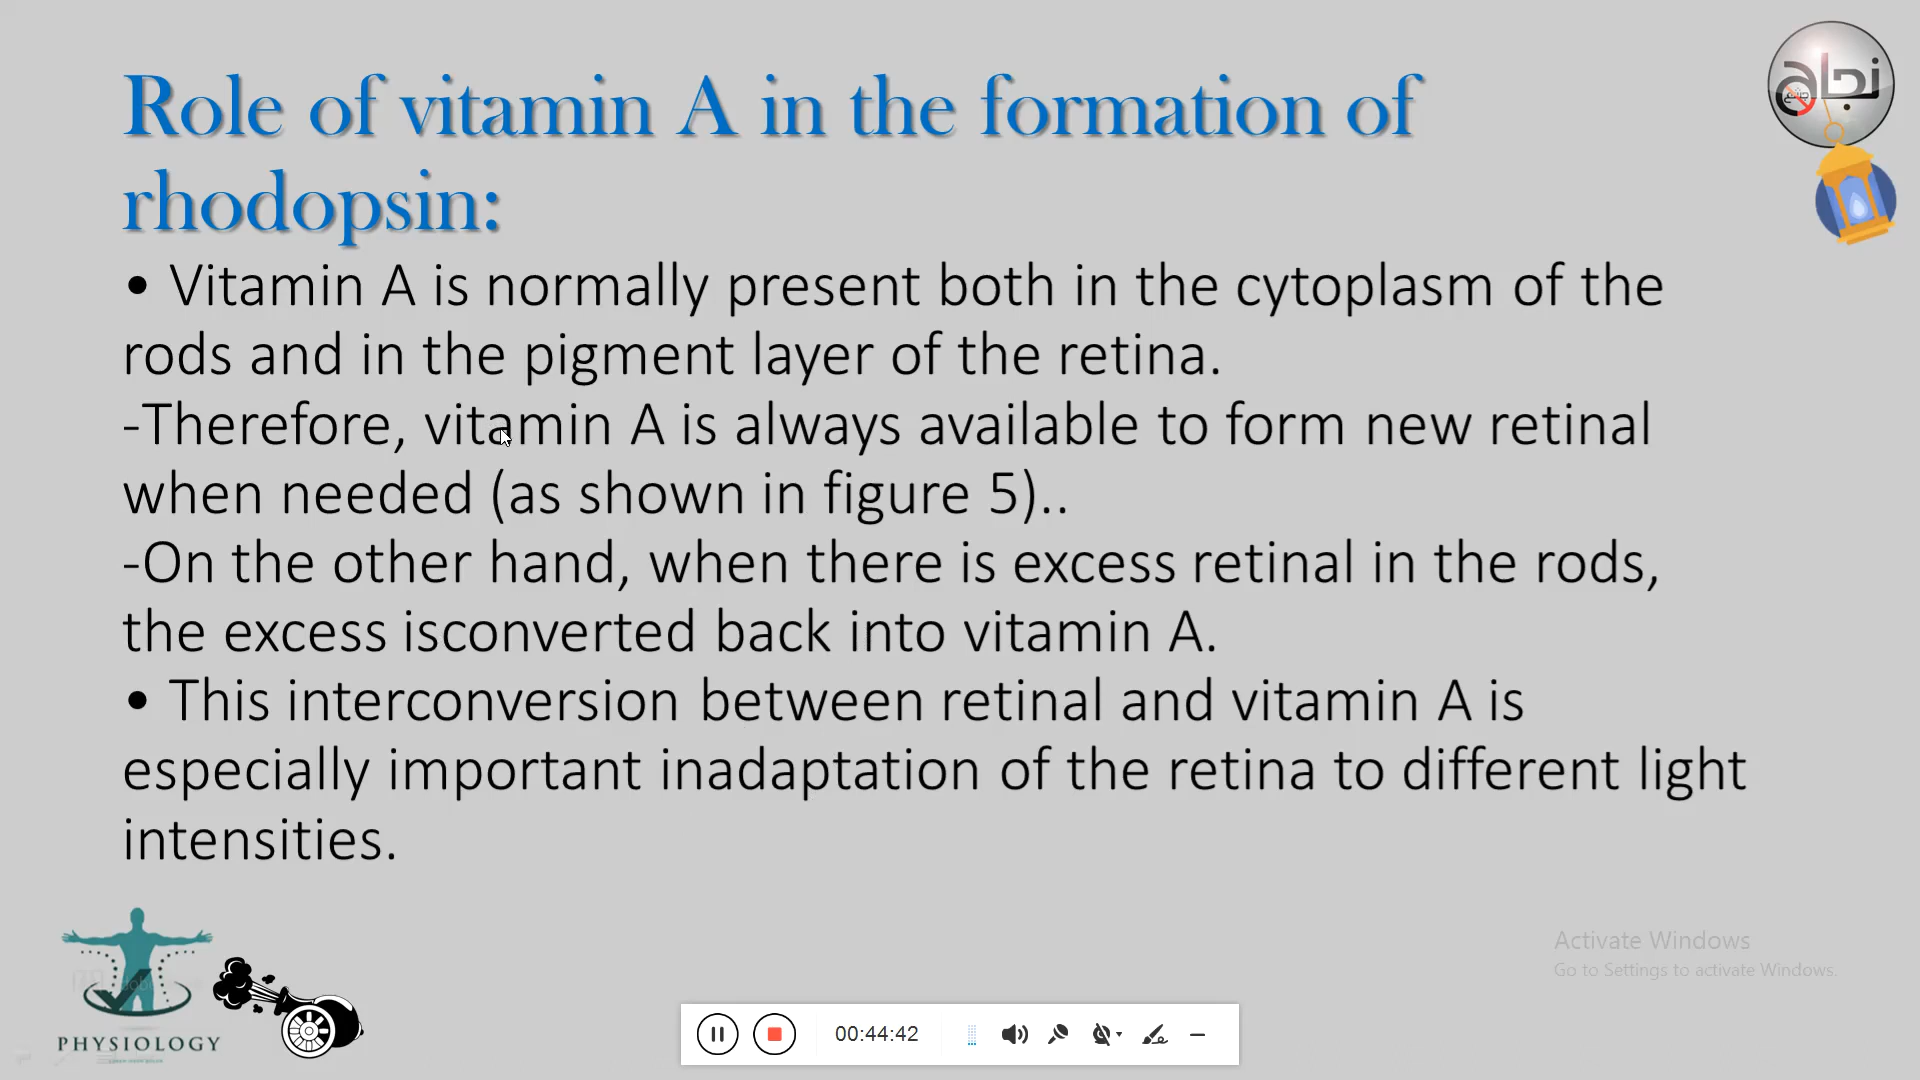 Role of vitamin A in the formation of
rhodopsin:
• Vitamin A is normally present both in the cytoplasm of the
rods and in the pigment layer of the retina.
-Therefore, vitamin A is always available to form new retinal
when needed (as shown in figure 5)..
-On the other hand, when there is excess retinal in the rods,
the excess isconverted back into vitamin A.
• This interconversion between retinal and vitamin A is
especially important inadaptation of the retina to different light
intensities.
Activate Windows
Go to Settings to activate Windows.
PHYSIOLOGY
00:44:42